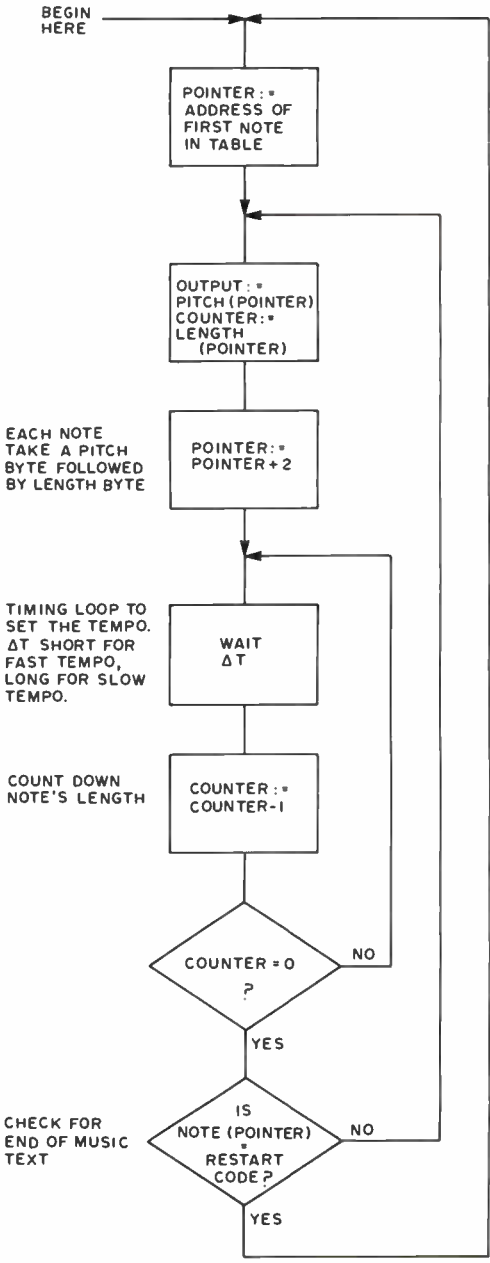 BEGIN
HERE
POINTER:=
ADDRESS OF
FIRST NOTE
IN TABLE
OUTPUT:=
PITCH (POINTER)
COUNTER:=
LENGTH
(POINTER)
EACH NOTE
TAKE A PITCH
BYTE FOLLOWED
BY LENGTH BYTE
POINTER:=
POINTER+2
TIMING LOOP TO
SET THE TEMPO.
ΔT SHORT FOR
FAST TEMPO,
LONG FOR SLOW
TEMPO.
WAIT
ΔT
COUNT DOWN
NOTE'S LENGTH
COUNTER:=
COUNTER-1
COUNTER=0
?
NO
YES
CHECK FOR
END OF MUSIC
TEXT
IS
NOTE (POINTER)
=
RESTART
CODE?
NO
YES